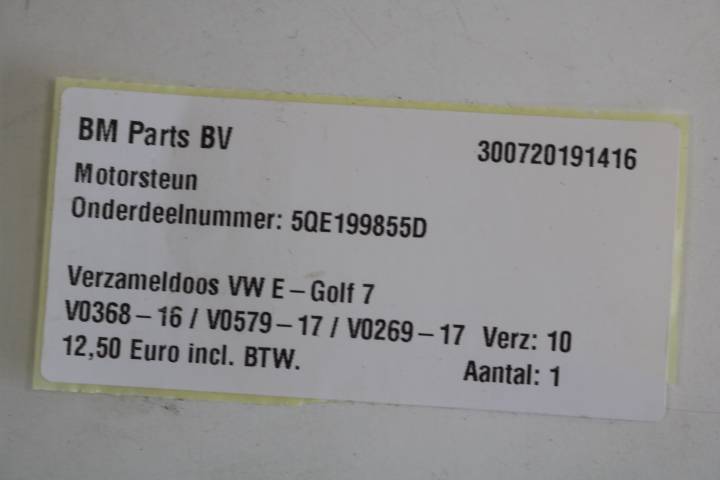 BM Parts BV
300720191416
Motorsteun
Onderdeelnummer: 5QE199855D
Verzameldoos VW E-Golf 7
V0368-16 / V0579-17 / V0269-17 Verz: 10
12,50 Euro incl. BTW.
Aantal: 1